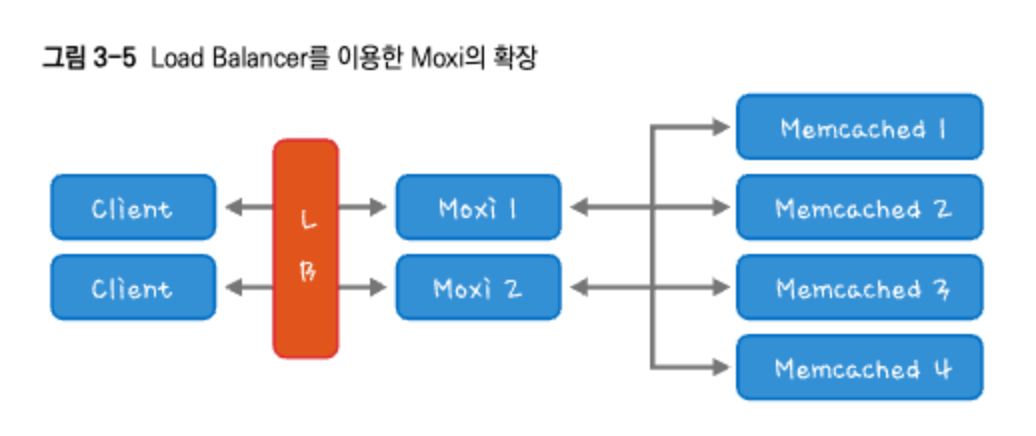 그림 3-5 Load Balancer를 이용한 Moxi의 확장
Client
Client
L
B
Moxi 1
Moxi 2
Memcached 1
Memcached 2
Memcached 3
Memcached 4